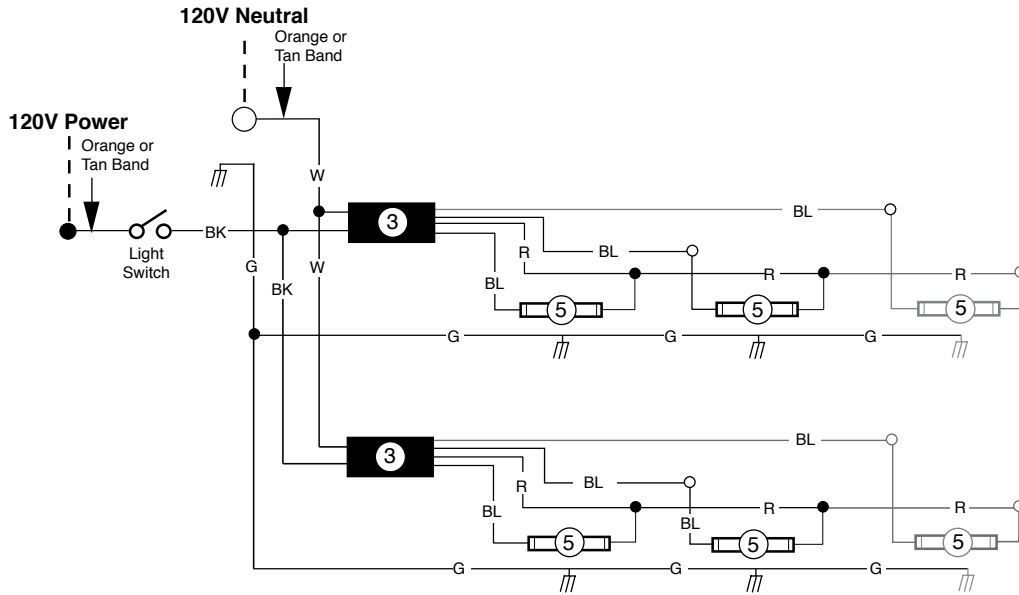 120V Neutral
Orange or
Tan Band
120V Power
Orange or
Tan Band
W
BL
3
BK
Light
Switch
G
W
R
BL
R
R
BK
BL
5
5
5
G
G
G
BL
3
R
BL
BL
BL
R
R
5
5
5
G
G
G